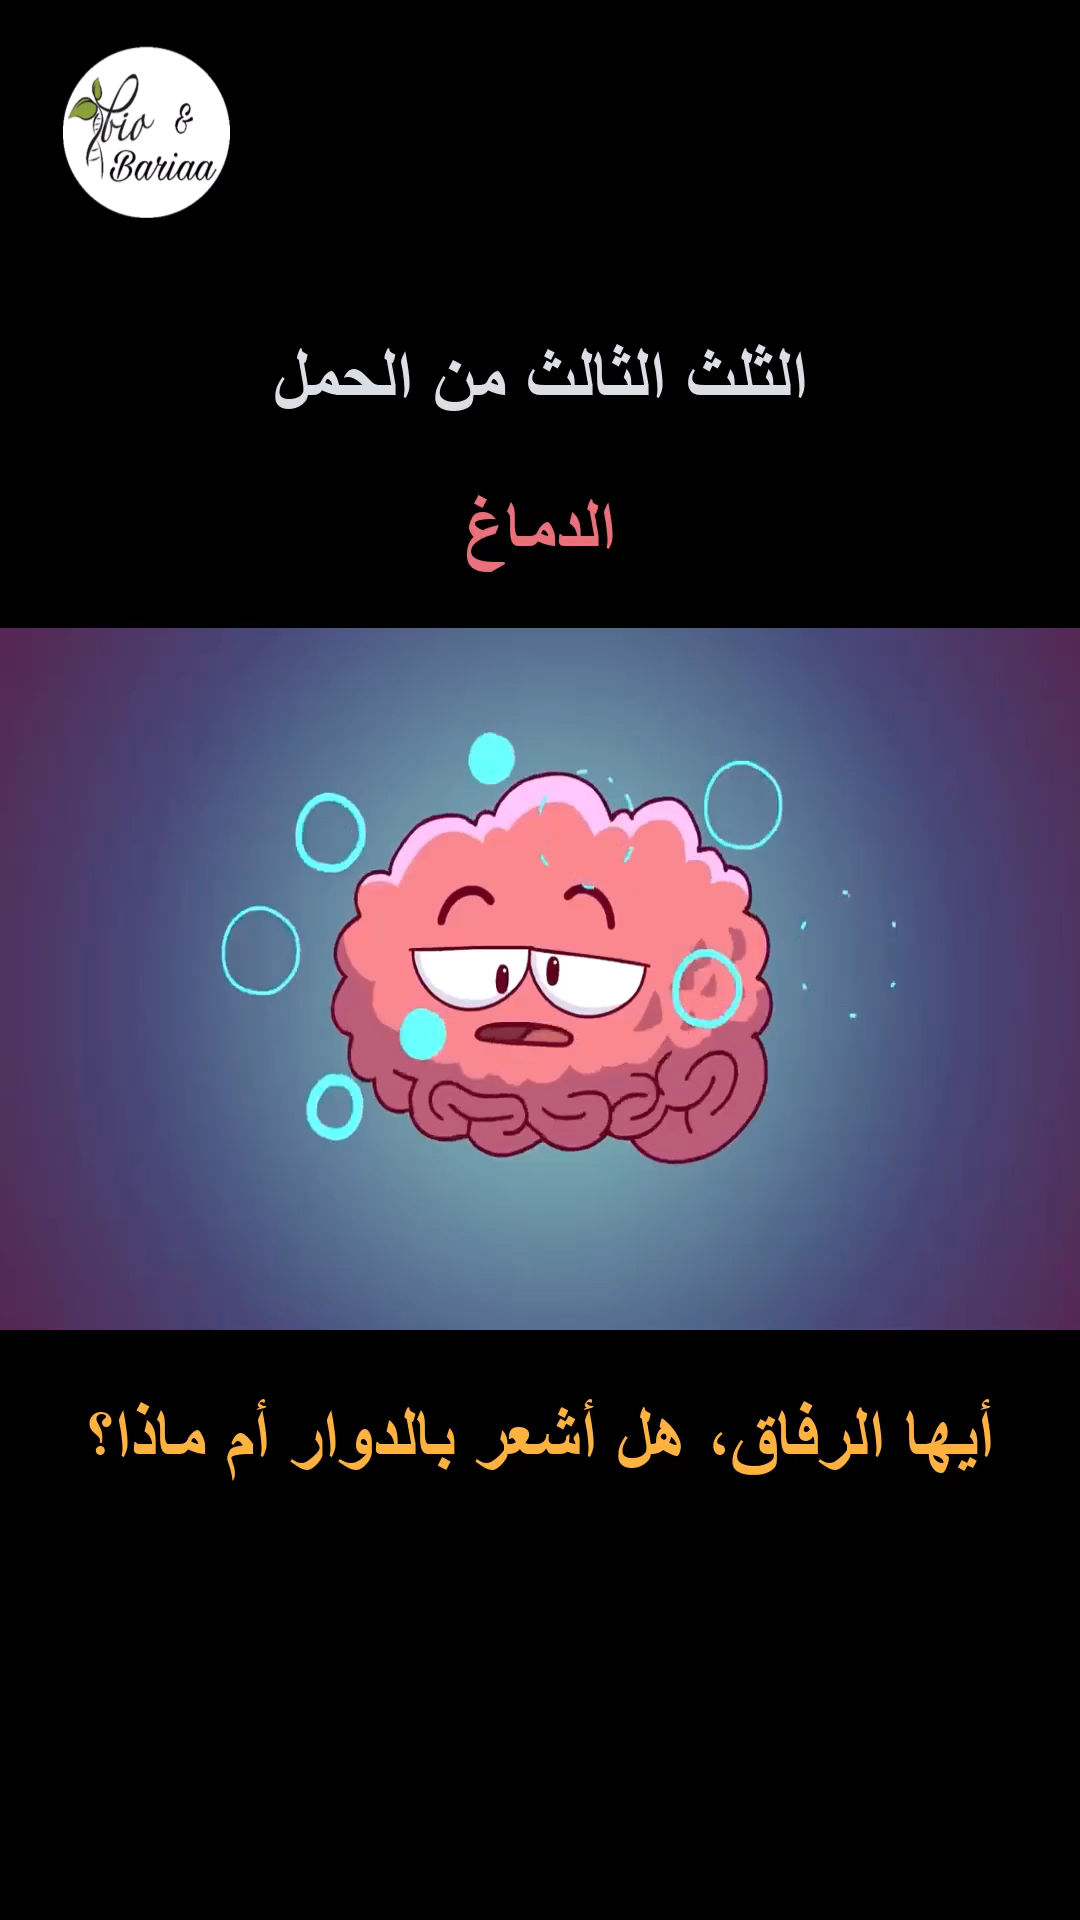 bio &
Bariaa
الثلث الثالث من الحمل
الدماغ
أيها الرفاق، هل أشعر بالدوار أم ماذا؟